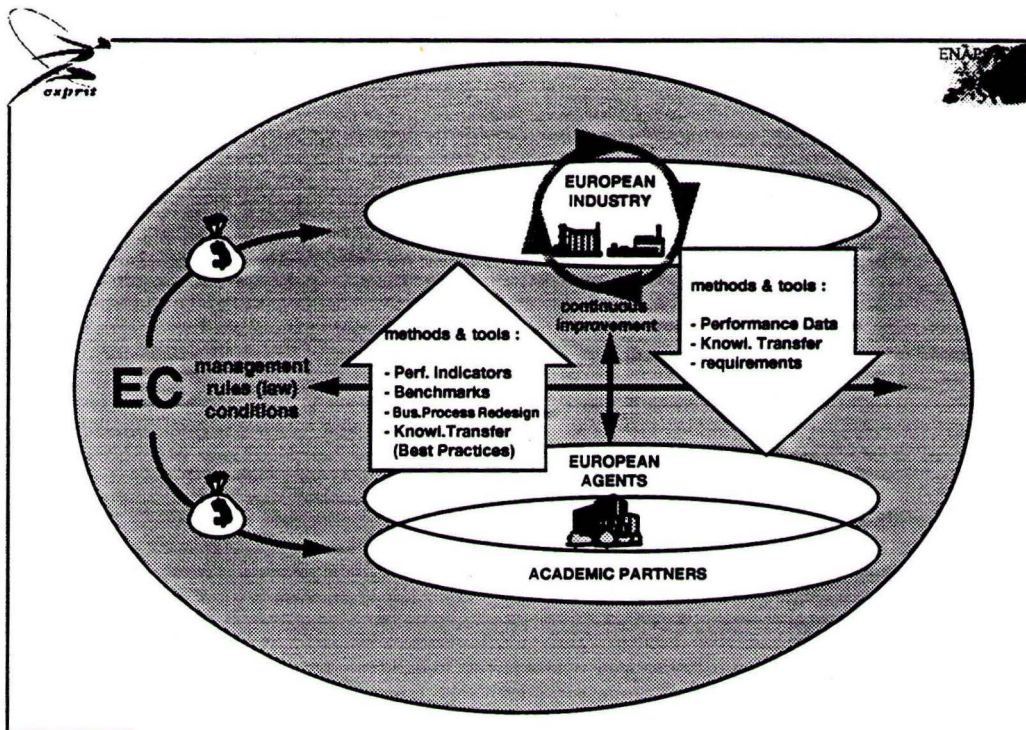 esprit
EUROPEAN
INDUSTRY
continuous
improvement
methods & tools :
- Performance Data
- Knowl. Transfer
- requirements
methods & tools :
- Perf. Indicators
- Benchmarks
- Bus.Process Redesign
- Knowl.Transfer
(Best Practices)
EC
management
rules (law)
conditions
EUROPEAN
AGENTS
ACADEMIC PARTNERS